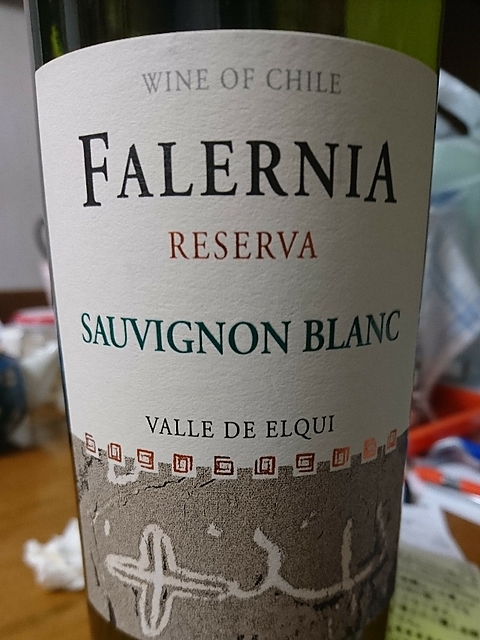 WINE OF CHILE
FALERNIA
RESERVA
SAUVIGNON BLANC
VALLE DE ELQUI